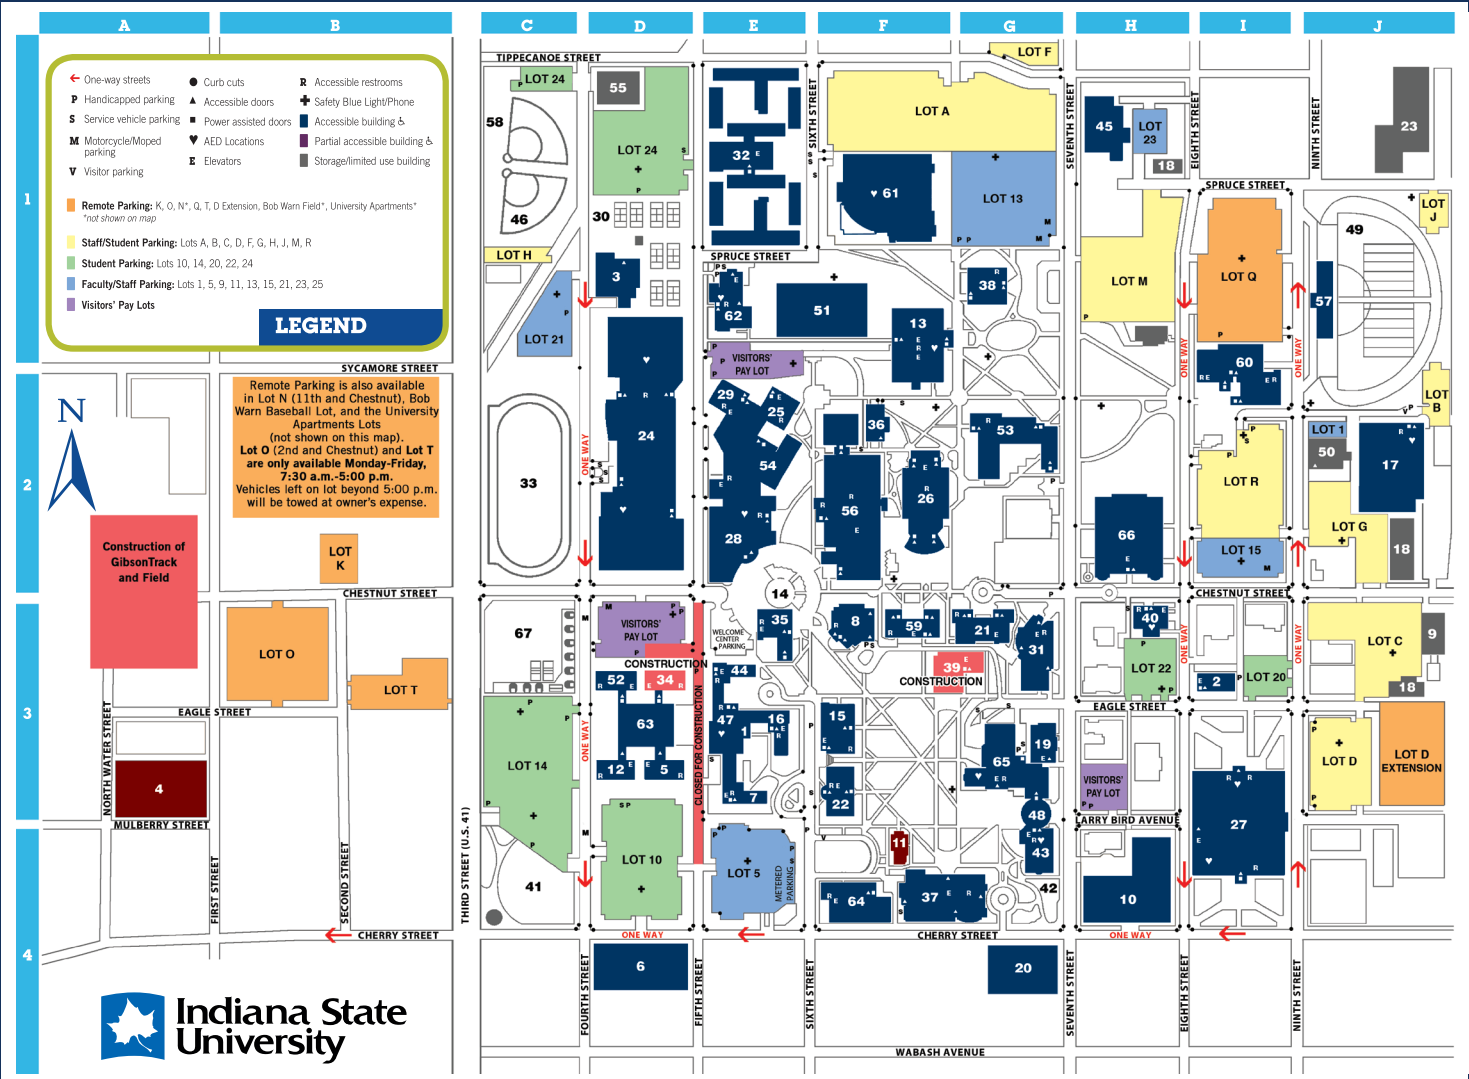 A B C D E F G H I J
1
2
3
4
One-way streets
P Handicapped parking
S Service vehicle parking
M Motorcycle/Moped
parking
V Visitor parking
Curb cuts
Accessible doors
Power assisted doors
AED Locations
E Elevators
R Accessible restrooms
Safety Blue Light/Phone
Accessible building
Partial accessible building
Storage/limited use building
Remote Parking: K, O, N*, Q, T, D Extension, Bob Warn Field*, University Apartments*
*not shown on map
Staff/Student Parking: Lots A, B, C, D, F, G, H, J, M, R
Student Parking: Lots 10, 14, 20, 22, 24
Faculty/Staff Parking: Lots 1, 5, 9, 11, 13, 15, 21, 23, 25
Visitors' Pay Lots
LEGEND
TIPPECANOE STREET
LOT 24
55
58
LOT 24
46
30
LOT H
3
LOT 21
32
SPRUCE STREET
62
51
VISITORS'
PAY LOT
LOT F
LOT A
61
LOT 13
38
13
SIXTH STREET
SEVENTH STREET
EIGHTH STREET
NINTH STREET
45
LOT
23
18
23
SPRUCE STREET
LOT
J
49
LOT M
LOT Q
57
ONE WAY
ONE WAY
60
LOT
B
SYCAMORE STREET
N
Remote Parking is also available
in Lot N (11th and Chestnut), Bob
Warn Baseball Lot, and the University
Apartments Lots
(not shown on this map).
Lot O (2nd and Chestnut) and Lot T
are only available Monday-Friday,
7:30 a.m.-5:00 p.m.
Vehicles left on lot beyond 5:00 p.m.
will be towed at owner's expense.
Construction of
GibsonTrack
and Field
LOT
K
33
ONE WAY
24
29
25
54
28
36
53
56
26
66
LOT R
LOT 15
LOT 1
50
17
LOT G
18
CHESTNUT STREET
CHESTNUT STREET
14
LOT O
LOT T
67
VISITORS'
PAY LOT
CONSTRUCTION
52
34
63
12
5
CLOSED FOR CONSTRUCTION
WELCOME
CENTER
PARKING
35
44
47
1
16
7
8
59
21
31
39
CONSTRUCTION
15
22
65
19
48
43
11
40
LOT 22
ONE WAY
2
LOT 20
ONE WAY
LOT C
9
18
EAGLE STREET
EAGLE STREET
NORTH WATER STREET
4
MULBERRY STREET
LOT 14
ONE WAY
VISITORS'
PAY LOT
LARRY BIRD AVENUE
27
LOT D
LOT D
EXTENSION
FIRST STREET
SECOND STREET
THIRD STREET (U.S. 41)
41
LOT 10
LOT 5
METERED
PARKING
64
37
42
10
CHERRY STREET
ONE WAY
CHERRY STREET
ONE WAY
6
20
FOURTH STREET
FIFTH STREET
SIXTH STREET
SEVENTH STREET
EIGHTH STREET
NINTH STREET
WABASH AVENUE
Indiana State
University